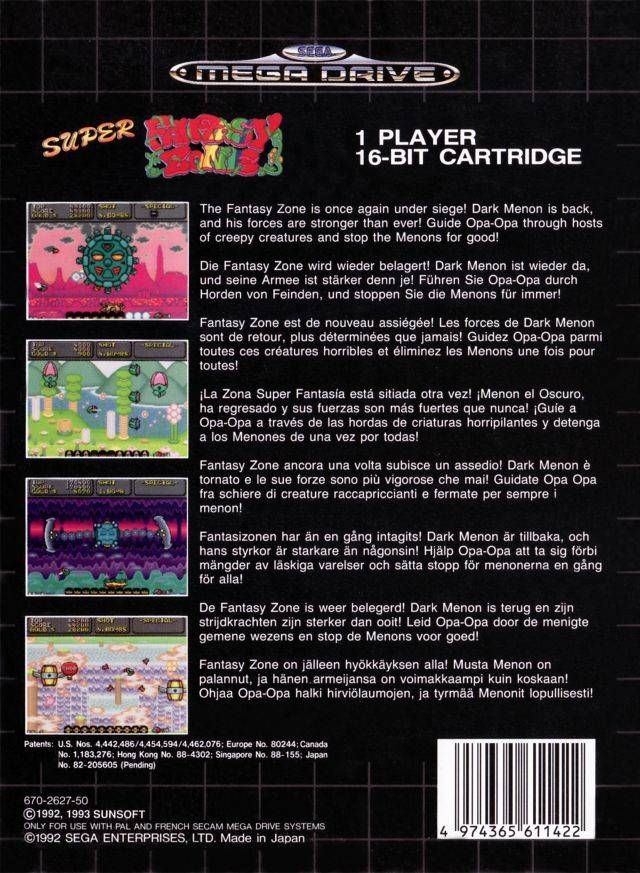 SEGA
MEGA DRIVE
SUPER
FANTASY
ZONE
1 PLAYER
16-BIT CARTRIDGE
The Fantasy Zone is once again under siege! Dark Menon is back,
and his forces are stronger than ever! Guide Opa-Opa through hosts
of creepy creatures and stop the Menons for good!
Die Fantasy Zone wird wieder belagert! Dark Menon ist wieder da,
und seine Armee ist stärker denn je! Führen Sie Opa-Opa durch
Horden von Feinden, und stoppen Sie die Menons für immer!
Fantasy Zone est de nouveau assiégée! Les forces de Dark Menon
sont de retour, plus déterminées que jamais! Guidez Opa-Opa parmi
toutes ces créatures horribles et éliminez les Menons une fois pour
toutes!
¡La Zona Super Fantasía está sitiada otra vez! ¡Menon el Oscuro,
ha regresado y sus fuerzas son más fuertes que nunca! ¡Guíe a
Opa-Opa a través de las hordas de criaturas horripilantes y detenga
a los Menones de una vez por todas!
Fantasy Zone ancora una volta subisce un assedio! Dark Menon è
tornato e le sue forze sono più vigorose che mai! Guidate Opa Opa
fra schiere di creature raccapriccianti e fermate per sempre i
menon!
Fantasizonen har än en gång intagits! Dark Menon är tillbaka, och
hans styrkor är starkare än någonsin! Hjälp Opa-Opa att ta sig förbi
mängder av läskiga varelser och sätta stopp för menonerna en gång
för alla!
De Fantasy Zone is weer belegerd! Dark Menon is terug en zijn
strijdkrachten zijn sterker dan ooit! Leid Opa-Opa door de menigte
gemene wezens en stop de Menons voor goed!
Fantasy Zone on jälleen hyökkäyksen alla! Musta Menon on
palannut, ja hänen armeijansa on voimakkaampi kuin koskaan!
Ohjaa Opa-Opa halki hirviölaumojen, ja tyrmää Menonit lopullisesti!
Patents: U.S. Nos. 4,442,486/4,454,594/4,462,076; Europe No. 80244; Canada
No. 1,183,276; Hong Kong No. 88-4302; Singapore No. 88-155; Japan
No. 82-205605 (Pending)
670-2627-50
©1992, 1993 SUNSOFT
ONLY FOR USE WITH PAL AND FRENCH SECAM MEGA DRIVE SYSTEMS
©1992 SEGA ENTERPRISES, LTD. Made in Japan
4 974365 611422